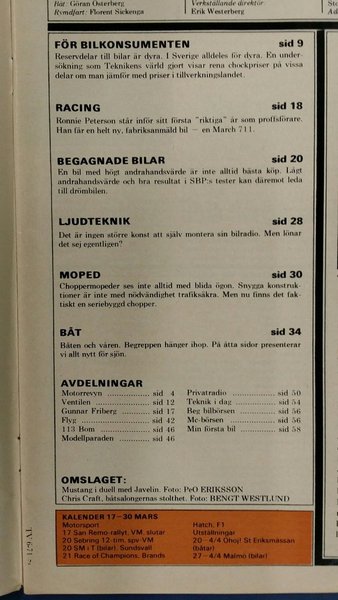 Båt: Göran Österberg
Rymdfart: Florent Sickenga
Verkställande direktör
Erik Westerberg
FÖR BILKONSUMENTEN sid 9
Reservdelar till bilar är dyra. I Sverige alldeles för dyra. En under-
sökning som Teknikens värld gjort visar rena chockpriser på vissa
delar om man jämför med priser i tillverkningslandet.
RACING sid 18
Ronnie Peterson står inför sitt första "riktiga" år som proffsförare.
Han får en helt ny, fabriksanmäld bil — en March 711.
BEGAGNADE BILAR sid 20
En bil med högt andrahandsvärde är inte alltid bästa köp. Lågt
andrahandsvärde och bra resultat i SBP:s tester kan däremot leda
till drömbilen.
LJUDTEKNIK sid 28
Det är ingen större konst att själv montera sin bilradio. Men lönar
det sej egentligen?
MOPED sid 30
Choppermopeder ses inte alltid med blida ögon. Snygga konstruk-
tioner är inte med nödvändighet trafiksäkra. Men nu finns det fak-
tiskt en seriebyggd chopper.
BÅT sid 34
Båten och våren. Begreppen hänger ihop. På åtta sidor presenterar
vi allt nytt för sjön.
AVDELNINGAR
Motorrevyn ................ sid 4
Ventilen .................... sid 12
Gunnar Friberg .......... sid 17
Flyg .......................... sid 42
113 Bom .................... sid 46
Modellparaden .......... sid 46
Privatradio ................ sid 50
Teknik i dag .............. sid 54
Beg bilbörsen ............ sid 56
Mc-börsen ................ sid 56
Min första bil ............ sid 58
OMSLAGET:
Mustang i duell med Javelin. Foto: PeO ERIKSSON
Chris Craft, båtsalongernas stolthet. Foto: BENGT WESTLUND
KALENDER 17—30 MARS
Motorsport
17 San Remo-rallyt, VM, slutar
20 Sebring 12-tim, spv-VM
20 SM i T (bilar), Sundsvall
21 Race of Champions, Brands
Hatch, F1
Utställningar
20—4/4 Ohoj! St Eriksmässan
(båtar)
27—4/4 Malmö (bilar)